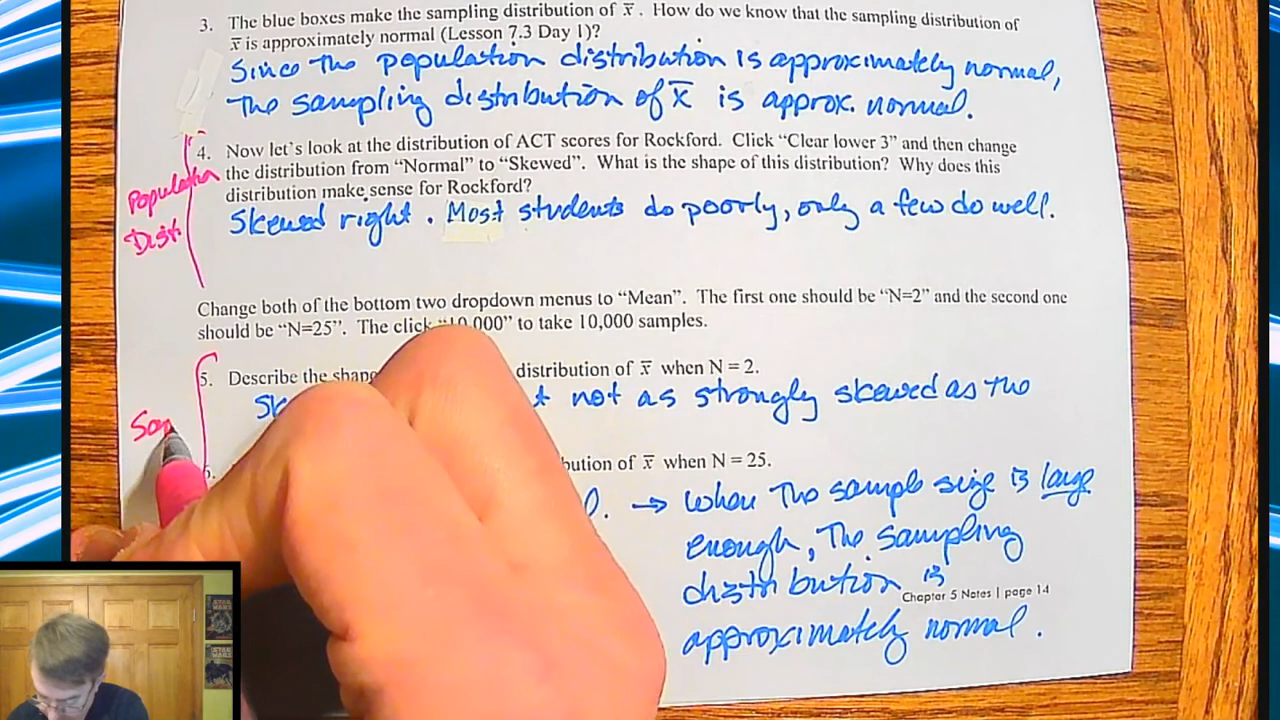 3. The blue boxes make the sampling distribution of x̄. How do we know that the sampling distribution of
x̄ is approximately normal (Lesson 7.3 Day 1)?
Since the population distribution is approximately normal,
the sampling distribution of x̄ is approx. normal.
4. Now let's look at the distribution of ACT scores for Rockford. Click "Clear lower 3" and then change
the distribution from "Normal" to "Skewed". What is the shape of this distribution? Why does this
distribution make sense for Rockford?
Population
Dist.
Skewed right. Most students do poorly, only a few do well.
Change both of the bottom two dropdown menus to "Mean". The first one should be "N=2" and the second one
should be "N=25". The click "10,000" to take 10,000 samples.
5. Describe the shape distribution of x̄ when N = 2.
not as strongly skewed as the
when N = 25.
→ When the sample size is large
enough, the sampling
distribution is
Chapter 5 Notes | page 14
approximately normal.
STAR WARS
STAR WARS